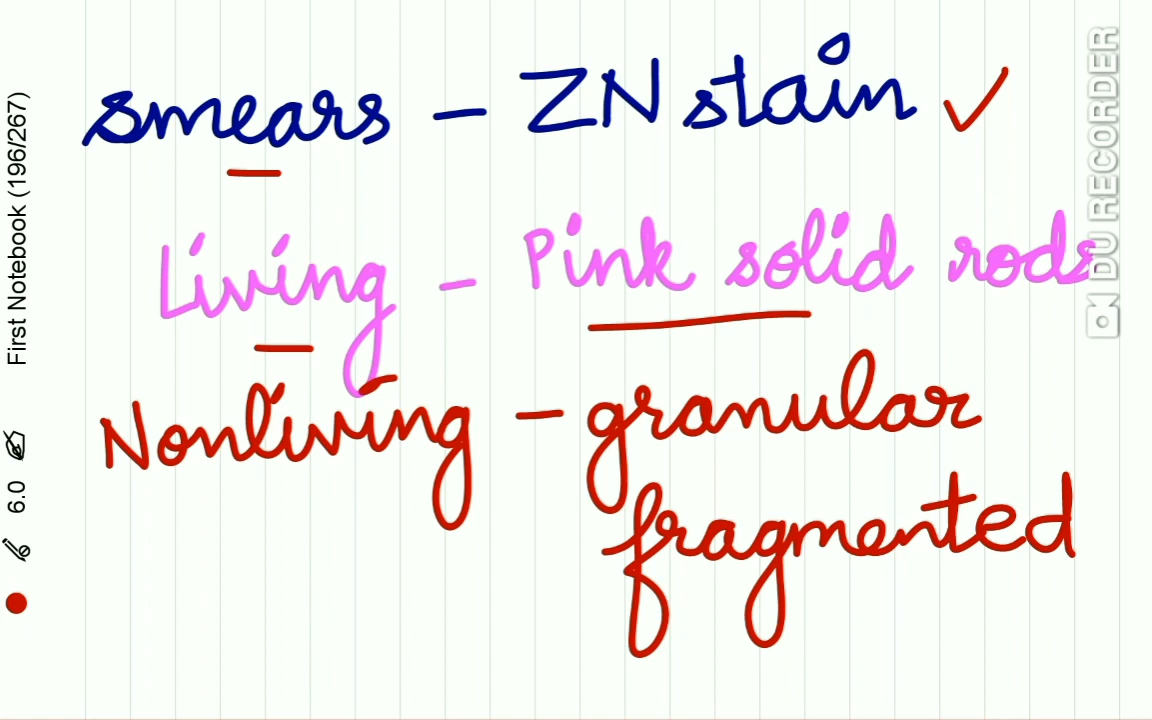 smears - ZN stain ✓
Living - Pink solid rods
Nonliving - granular
fragmented
First Notebook (196/267)
6.0
DU RECORDER